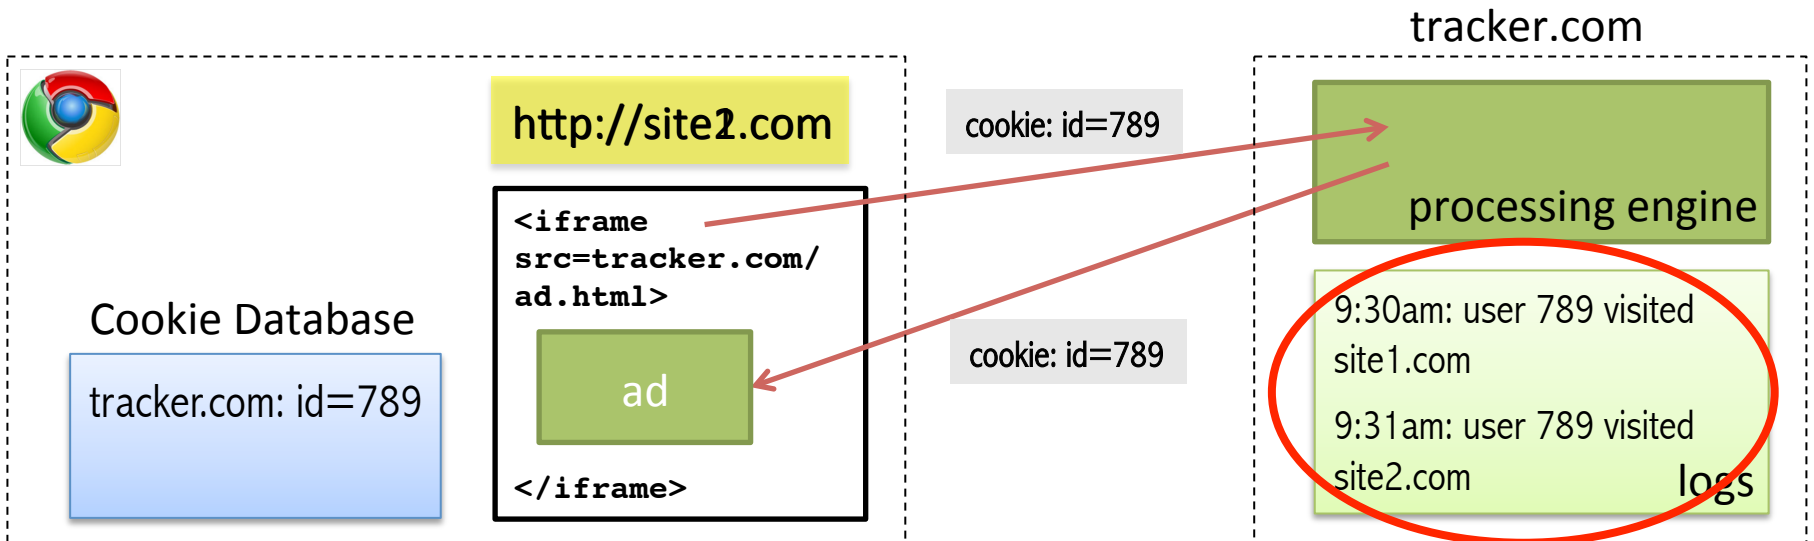 tracker.com
http://site2.com
cookie: id=789
processing engine
<iframe
src=tracker.com/
ad.html>
ad
</iframe>
Cookie Database
tracker.com: id=789
cookie: id=789
9:30am: user 789 visited
site1.com
9:31am: user 789 visited
site2.com
logs